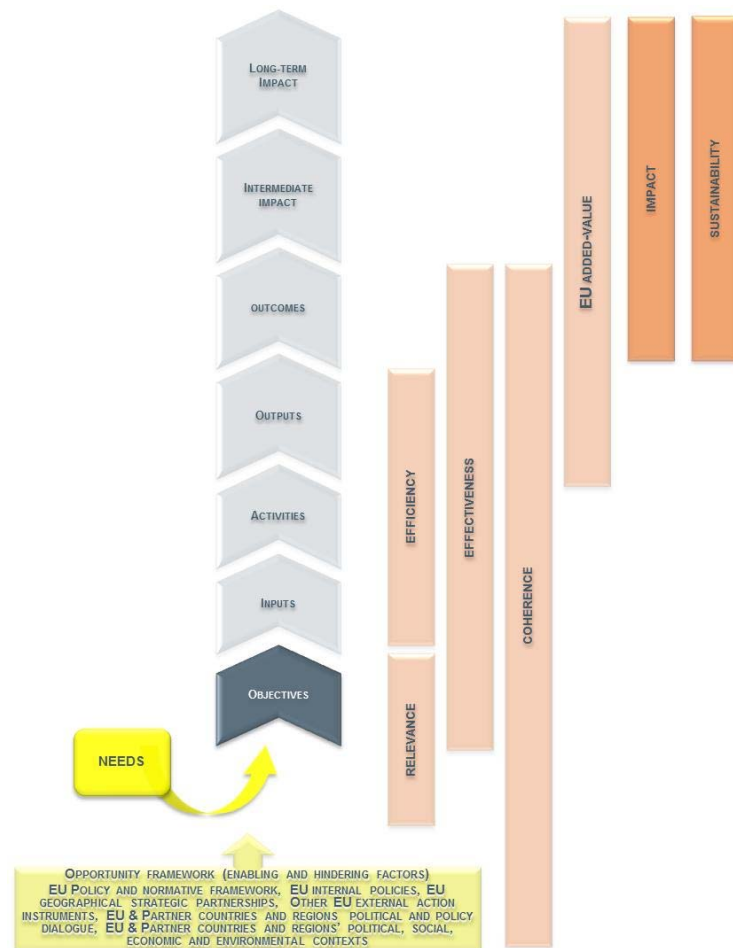 LONG-TERM
IMPACT
INTERMEDIATE
IMPACT
OUTCOMES
OUTPUTS
ACTIVITIES
INPUTS
OBJECTIVES
NEEDS
EFFICIENCY
RELEVANCE
EFFECTIVENESS
COHERENCE
EU ADDED-VALUE
IMPACT
SUSTAINABILITY
OPPORTUNITY FRAMEWORK (ENABLING AND HINDERING FACTORS)
EU POLICY AND NORMATIVE FRAMEWORK, EU INTERNAL POLICIES, EU
GEOGRAPHICAL STRATEGIC PARTNERSHIPS, OTHER EU EXTERNAL ACTION
INSTRUMENTS, EU & PARTNER COUNTRIES AND REGIONS' POLITICAL AND POLICY
DIALOGUE, EU & PARTNER COUNTRIES AND REGIONS' POLITICAL, SOCIAL,
ECONOMIC AND ENVIRONMENTAL CONTEXTS